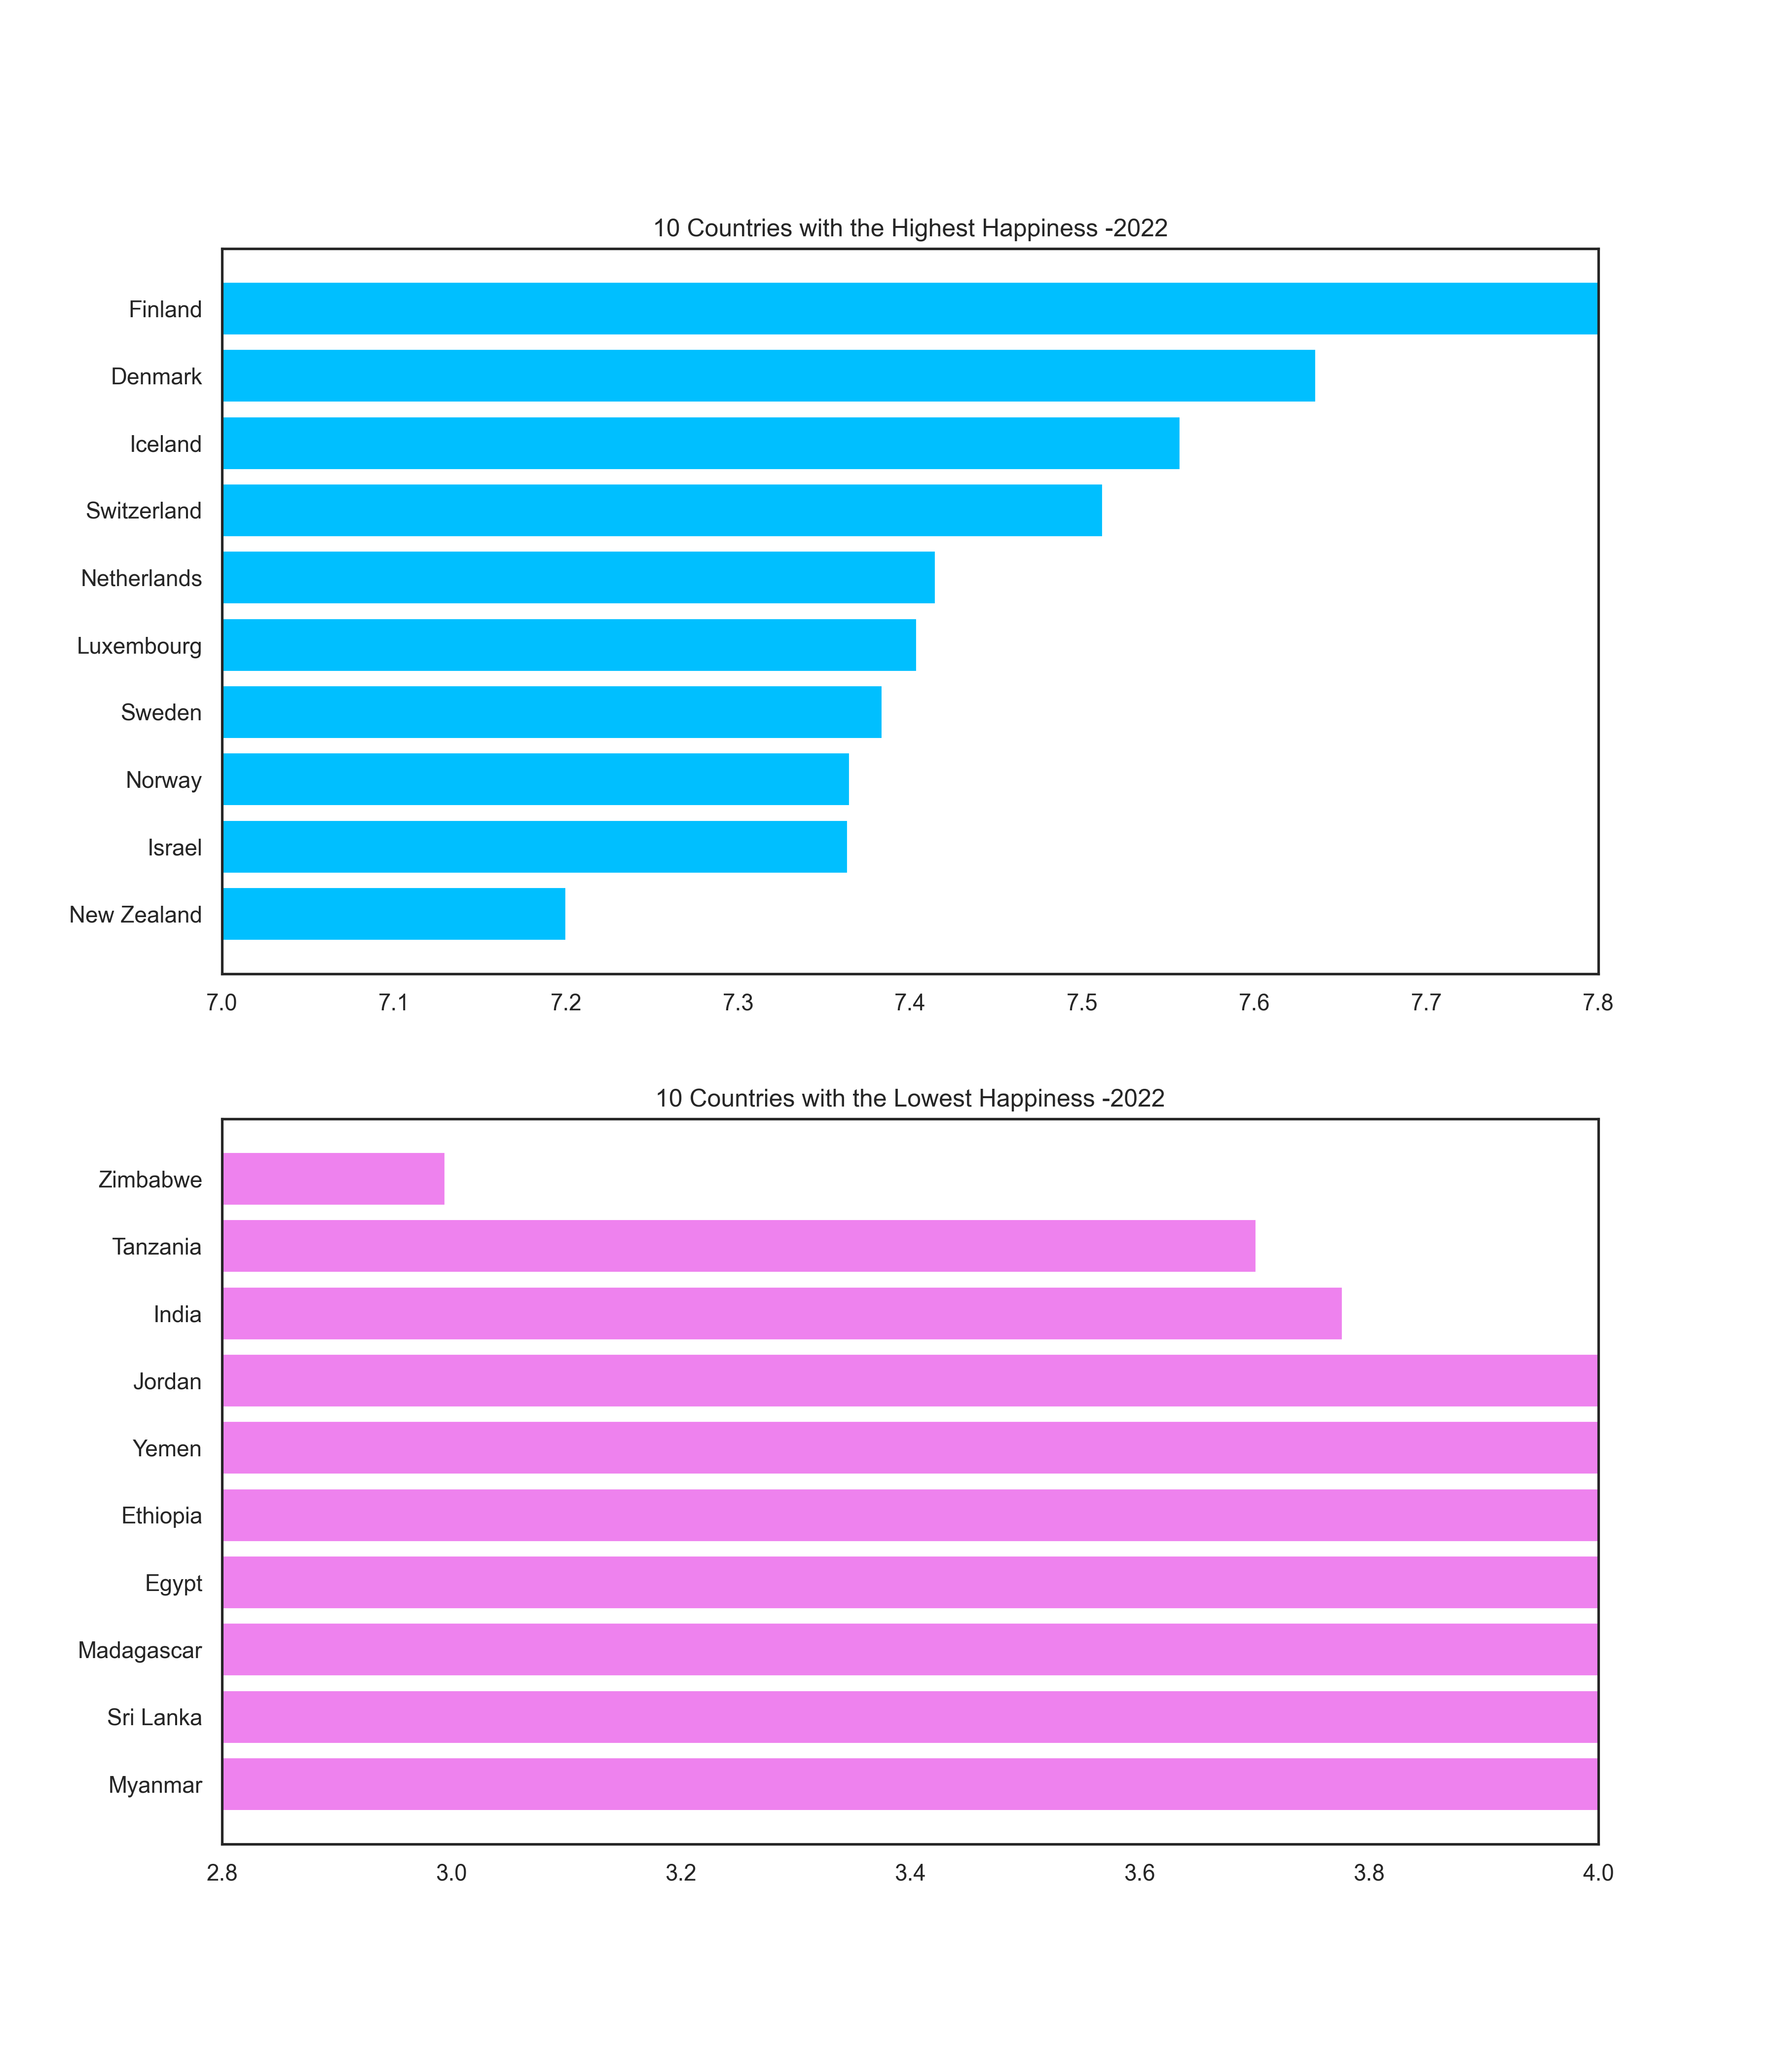 10 Countries with the Highest Happiness -2022
Finland
Denmark
Iceland
Switzerland
Netherlands
Luxembourg
Sweden
Norway
Israel
New Zealand
7.0 7.1 7.2 7.3 7.4 7.5 7.6 7.7 7.8
10 Countries with the Lowest Happiness -2022
Zimbabwe
Tanzania
India
Jordan
Yemen
Ethiopia
Egypt
Madagascar
Sri Lanka
Myanmar
2.8 3.0 3.2 3.4 3.6 3.8 4.0